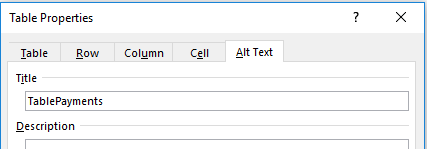 Table Properties ? ×
Table Row Column Cell Alt Text
Title
TablePayments
Description